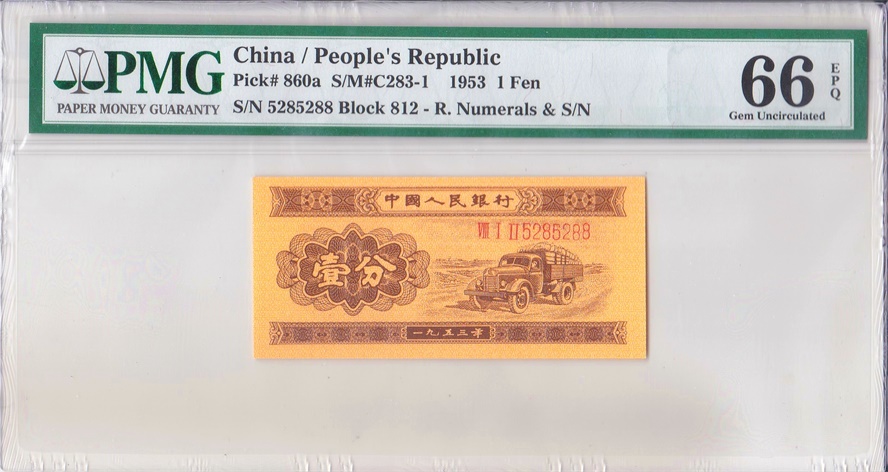 PMG
PAPER MONEY GUARANTY
China / People's Republic
Pick# 860a S/M#C283-1 1953 1 Fen
S/N 5285288 Block 812 - R. Numerals & S/N
66 EPQ
Gem Uncirculated
中國人民銀行
VIII I II 5285288
壹分
一九五三年